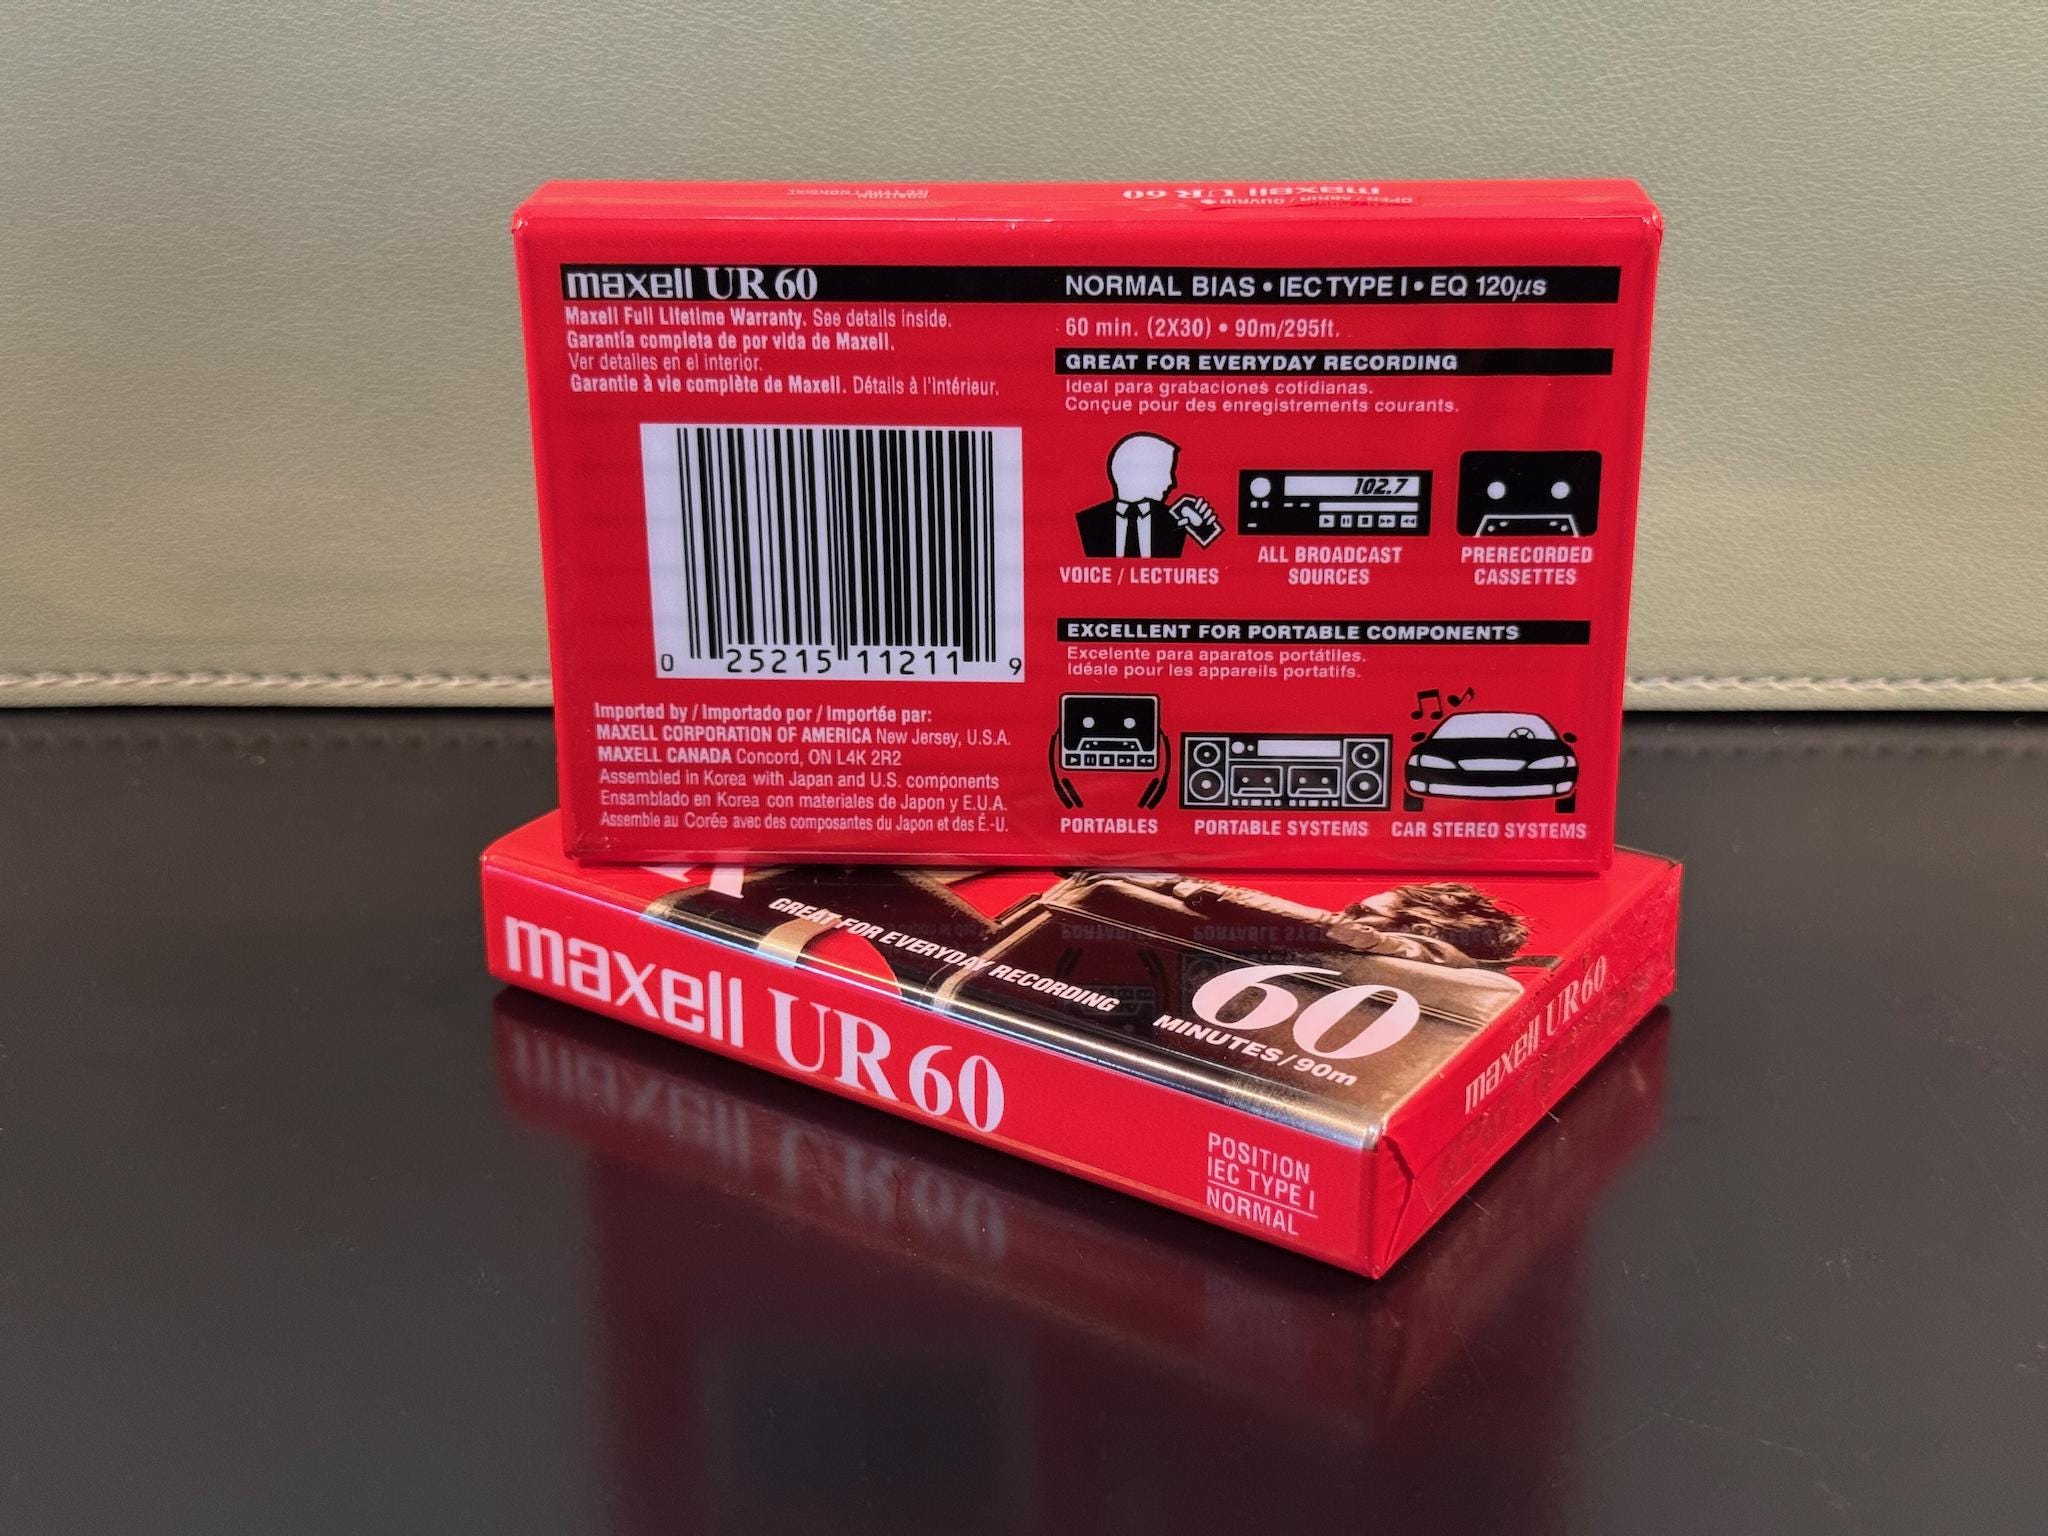 maxell UR 60
POSITION
IEC TYPE I NORMAL
OPEN / ABRIR / OUVRIR
maxell UR 60
NORMAL BIAS • IEC TYPE I • EQ 120µs
Maxell Full Lifetime Warranty. See details inside.
Garantía completa de por vida de Maxell.
Ver detalles en el interior.
Garantie à vie complète de Maxell. Détails à l'intérieur.
0 25215 11211 9
Imported by / Importado por / Importée par:
MAXELL CORPORATION OF AMERICA New Jersey, U.S.A.
MAXELL CANADA Concord, ON L4K 2R2
Assembled in Korea with Japan and U.S. components
Ensamblado en Korea con materiales de Japon y E.U.A.
Assemble au Corée avec des composantes du Japon et des É.-U.
60 min. (2X30) • 90m/295ft.
GREAT FOR EVERYDAY RECORDING
Ideal para grabaciones cotidianas.
Conçue pour des enregistrements courants.
102.7
VOICE / LECTURES
ALL BROADCAST
SOURCES
PRERECORDED
CASSETTES
EXCELLENT FOR PORTABLE COMPONENTS
Excelente para aparatos portátiles.
Idéale pour les appareils portatifs.
PORTABLES
PORTABLE SYSTEMS
CAR STEREO SYSTEMS
GREAT FOR EVERYDAY RECORDING
60
MINUTES/90m
maxell UR 60
POSITION
IEC TYPE I
NORMAL
maxell UR 60